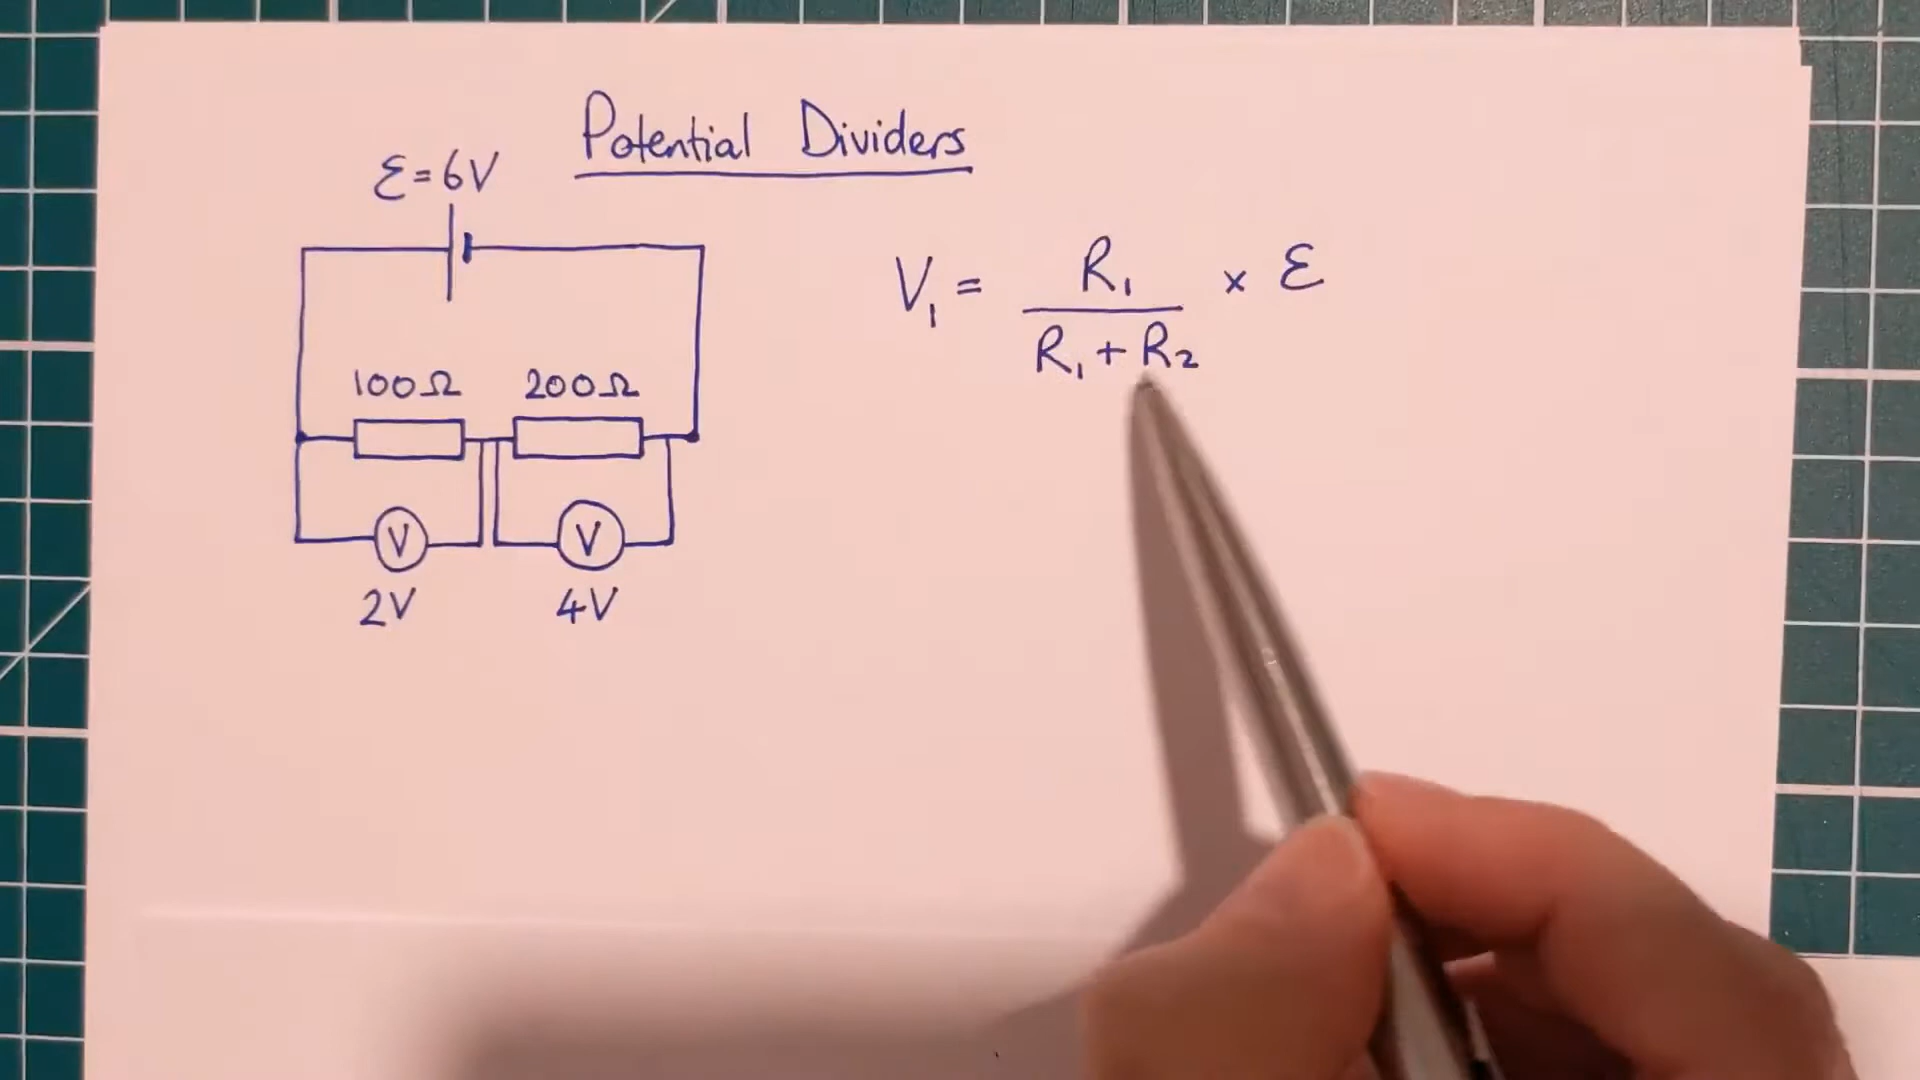 Potential Dividers
Ɛ=6V
V₁ = R₁ / (R₁ + R₂) × Ɛ
100Ω 200Ω
V V
2V 4V